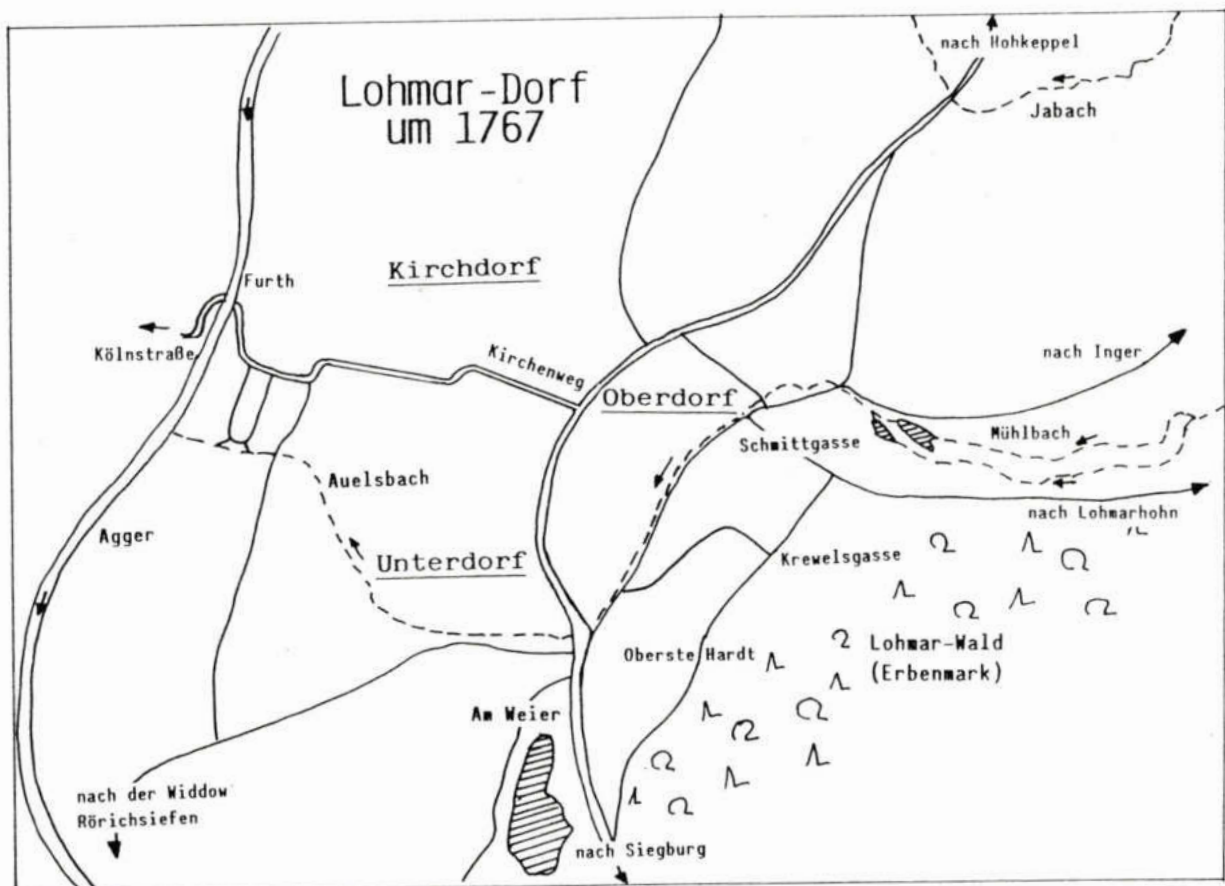 Lohmar-Dorf
um 1767
nach Hohkeppel
Jabach
Kirchdorf
Furth
Kölnstraße
Kirchenweg
Oberdorf
nach Inger
Schmittgasse
Mühlbach
Auelsbach
nach Lohmarhohn
Agger
Unterdorf
Krewelsgasse
Oberste Hardt
Lohmar-Wald
(Erbenmark)
Am Weier
nach der Widdow
Rörichsiefen
nach Siegburg